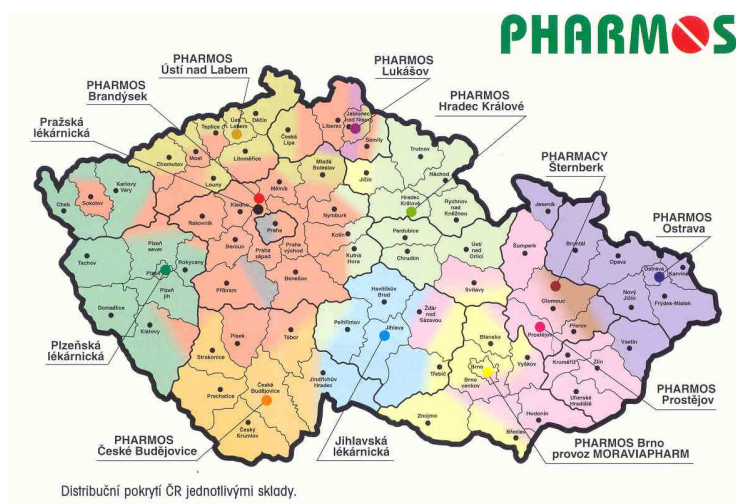 PHARMOS
PHARMOS
Ústí nad Labem
PHARMOS
Lukášov
PHARMOS
Brandýsek
PHARMOS
Hradec Králové
Pražská
lékárnická
PHARMACY
Šternberk
PHARMOS
Ostrava
Plzeňská
lékárnická
PHARMOS
Prostějov
PHARMOS
České Budějovice
Jihlavská
lékárnická
PHARMOS Brno
provoz MORAVIAPHARM
Děčín
Ústí
Labem
Teplice
Most
Chomutov
Litoměřice
Louny
Česká
Lípa
Liberec
Jablonec
nad Nisou
Semily
Mladá
Boleslav
Jičín
Trutnov
Náchod
Hradec
Králové
Rychnov
nad
Kněžnou
Karlovy
Vary
Cheb
Sokolov
Mělník
Kladno
Rakovník
Praha
Nymburk
Kolín
Beroun
Praha
západ
Praha
východ
Kutná
Hora
Benešov
Příbram
Pardubice
Chrudim
Ústí
nad
Orlicí
Svitavy
Plzeň
sever
Rokycany
Plzeň
Plzeň
jih
Tachov
Domažlice
Klatovy
Písek
Tábor
Strakonice
Prachatice
České
Budějovice
Český
Krumlov
Jindřichův
Hradec
Havlíčkův
Brod
Pelhřimov
Jihlava
Žďár
nad
Sázavou
Třebíč
Znojmo
Blansko
Brno
Brno
venkov
Vyškov
Břeclav
Hodonín
Jeseník
Šumperk
Bruntál
Opava
Ostrava
Karviná
Nový
Jičín
Frýdek-Místek
Olomouc
Přerov
Prostějov
Vsetín
Kroměříž
Zlín
Uherské
Hradiště
Distribuční pokrytí ČR jednotlivými sklady.